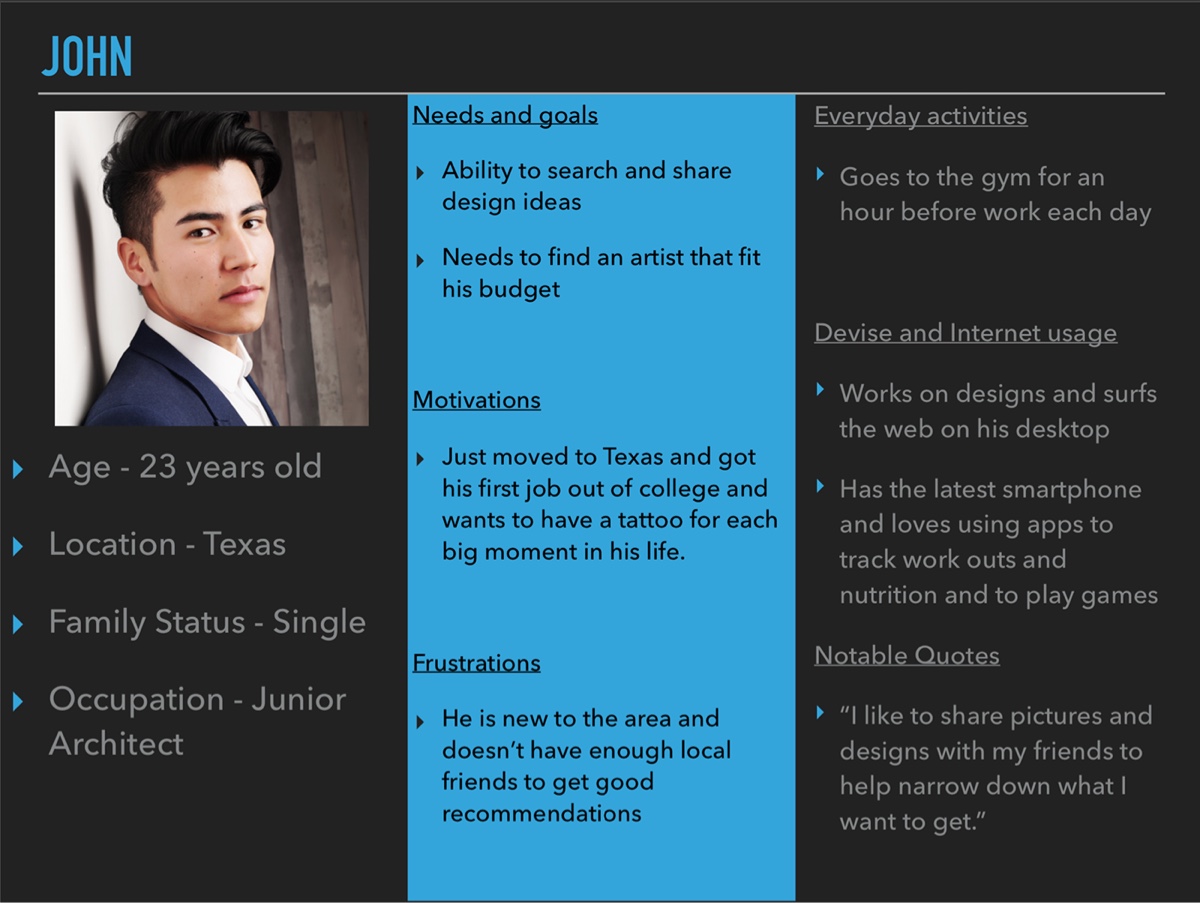 JOHN
Age - 23 years old
Location - Texas
Family Status - Single
Occupation - Junior
Architect
Needs and goals
Ability to search and share
design ideas
Needs to find an artist that fit
his budget
Motivations
Just moved to Texas and got
his first job out of college and
wants to have a tattoo for each
big moment in his life.
Frustrations
He is new to the area and
doesn’t have enough local
friends to get good
recommendations
Everyday activities
Goes to the gym for an
hour before work each day
Devise and Internet usage
Works on designs and surfs
the web on his desktop
Has the latest smartphone
and loves using apps to
track work outs and
nutrition and to play games
Notable Quotes
“I like to share pictures and
designs with my friends to
help narrow down what I
want to get.”